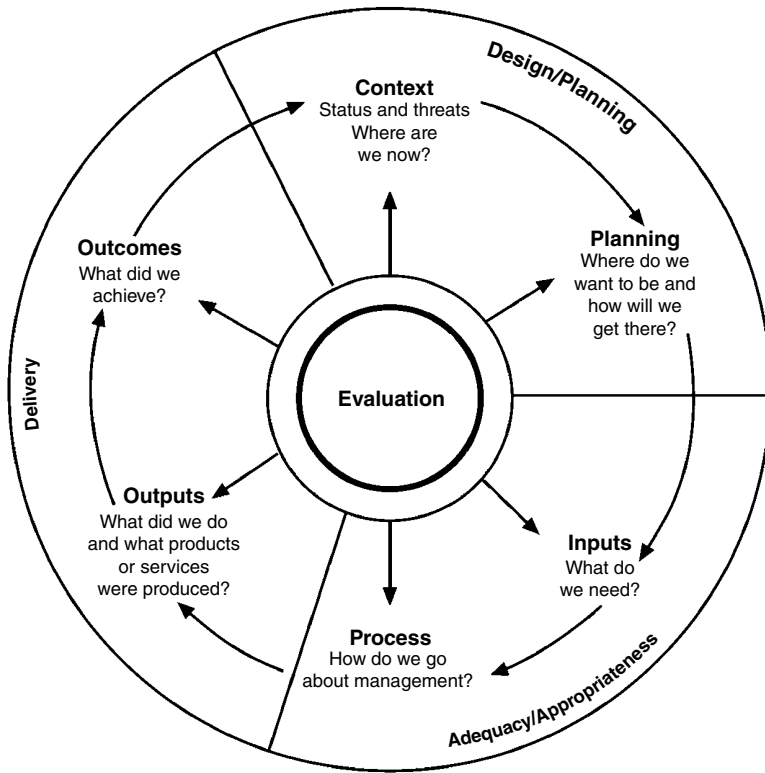 Design/Planning
Context
Status and threats
Where are
we now?
Planning
Where do we
want to be and
how will we
get there?
Outcomes
What did we
achieve?
Delivery
Evaluation
Outputs
What did we do
and what products
or services
were produced?
Inputs
What do
we need?
Process
How do we go
about management?
Adequacy/Appropriateness